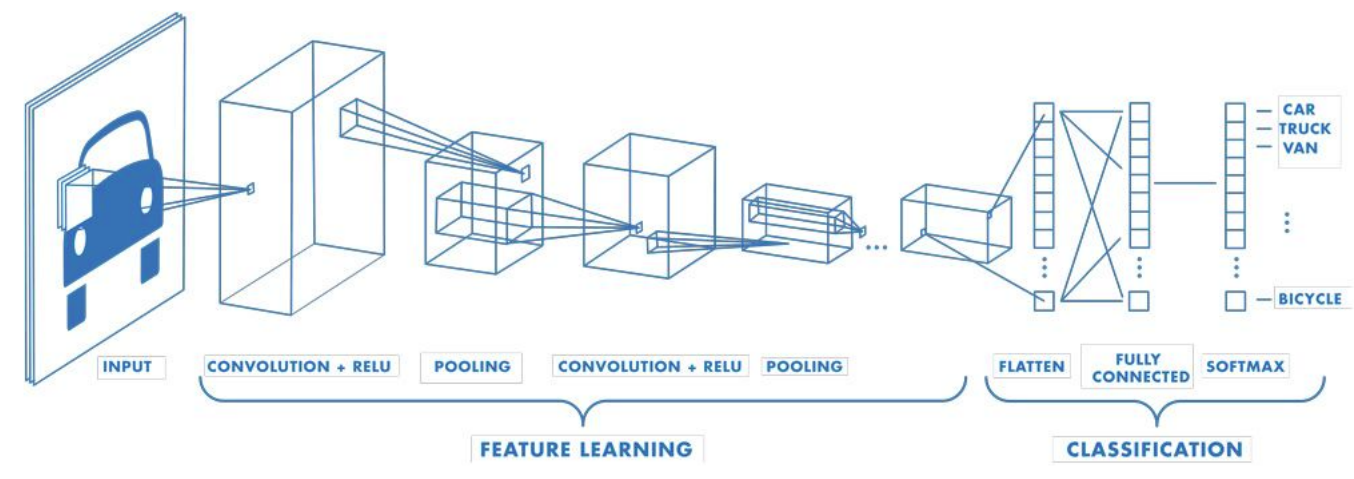 CAR
TRUCK
VAN
BICYCLE
INPUT
CONVOLUTION + RELU
POOLING
CONVOLUTION + RELU
POOLING
FLATTEN
FULLY
CONNECTED
SOFTMAX
FEATURE LEARNING
CLASSIFICATION